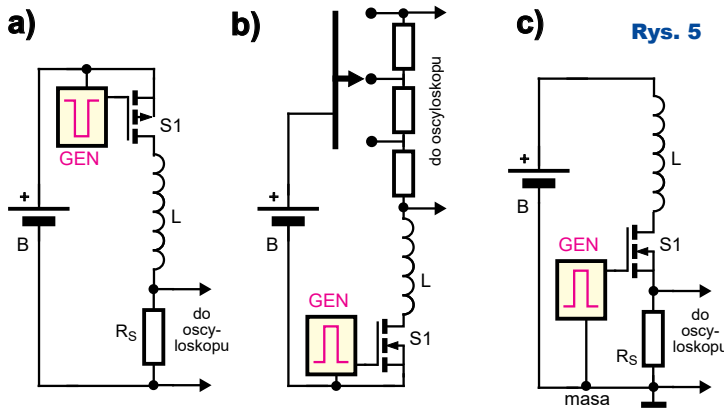 a)
GEN
S1
L
+
B
RS
do
oscy-
loskopu
b)
do oscyloskopu
+
B
L
GEN
S1
c)
Rys. 5
+
B
L
GEN
S1
do
oscy-
loskopu
RS
masa